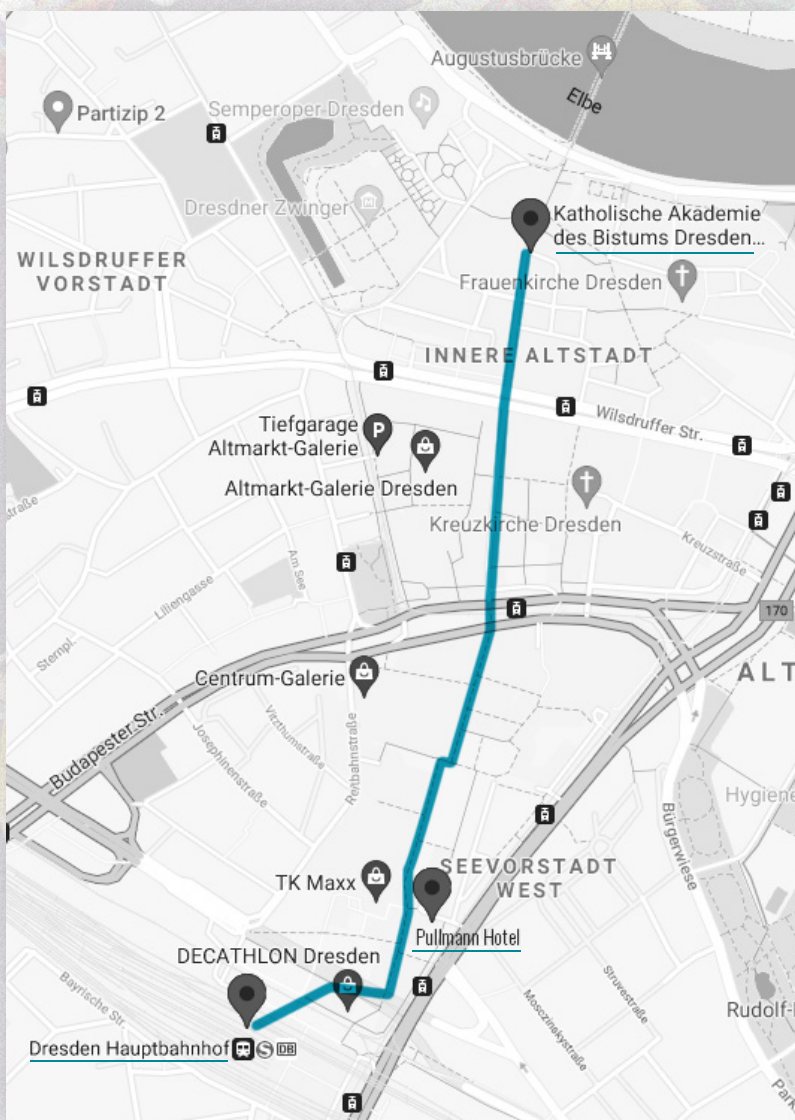 Augustusbrücke
Elbe
Partizip 2
Semperoper Dresden
Dresdner Zwinger
Katholische Akademie
des Bistums Dresden...
WILSDRUFFER
VORSTADT
Frauenkirche Dresden
INNERE ALTSTADT
Wilsdruffer Str.
Tiefgarage
Altmarkt-Galerie
P
Altmarkt-Galerie Dresden
Kreuzkirche Dresden
straße
Am See
Kreuzstraße
Liliengasse
170
Sternpl.
Centrum-Galerie
ALT
Budapester Str.
Vitzthumstraße
Josephinenstraße
Reitbahnstraße
Hygiene
Bürgerwiese
SEEVORSTADT
WEST
TK Maxx
Pullmann Hotel
DECATHLON Dresden
Bayrische Str.
Struvestraße
Mosczinskystraße
Rudolf-
Dresden Hauptbahnhof S DB
Park